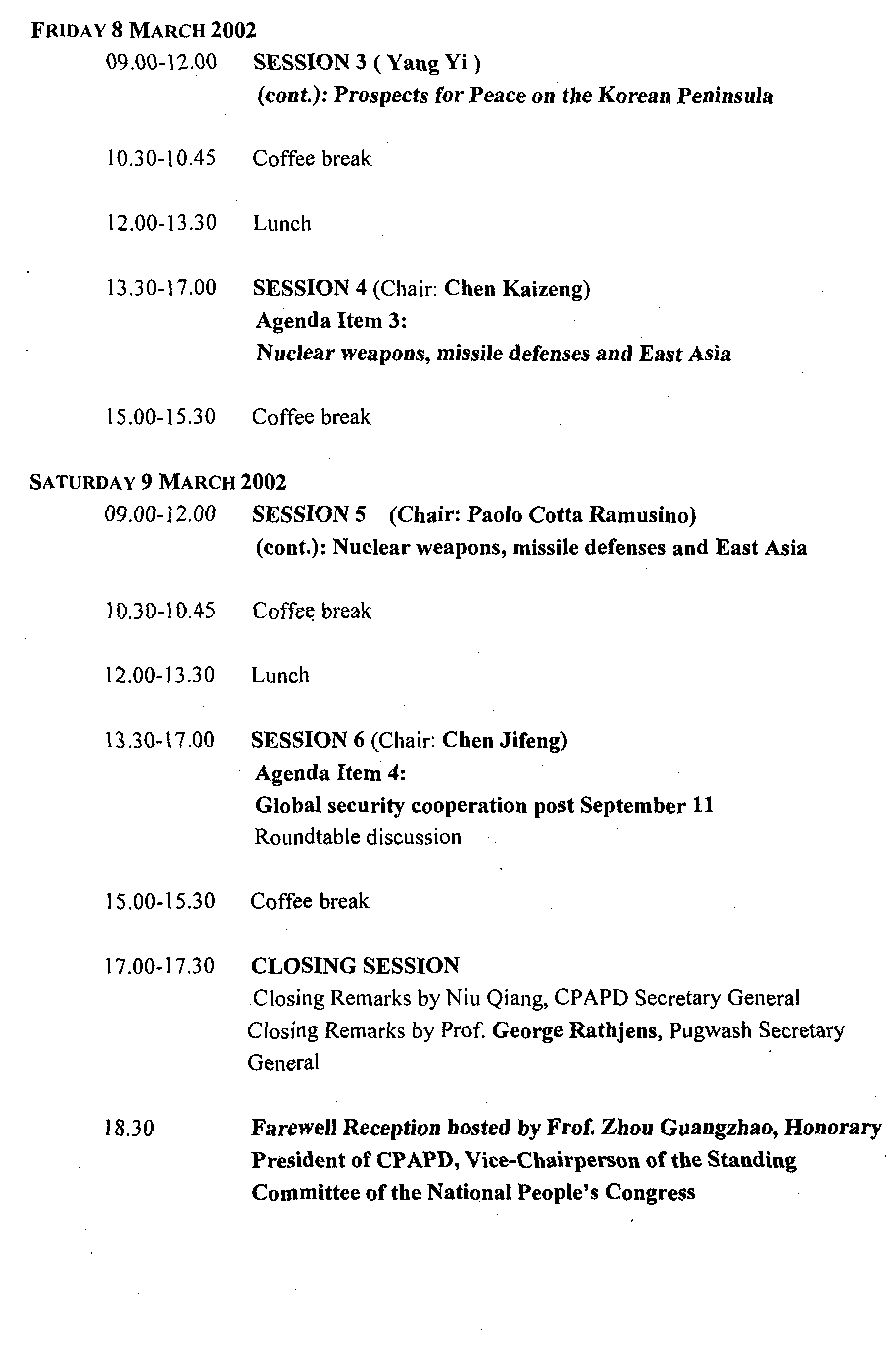 FRIDAY 8 MARCH 2002
09.00-12.00 SESSION 3 ( Yang Yi )
(cont.): Prospects for Peace on the Korean Peninsula
10.30-10.45 Coffee break
12.00-13.30 Lunch
13.30-17.00 SESSION 4 (Chair: Chen Kaizeng)
Agenda Item 3:
Nuclear weapons, missile defenses and East Asia
15.00-15.30 Coffee break
SATURDAY 9 MARCH 2002
09.00-12.00 SESSION 5 (Chair: Paolo Cotta Ramusino)
(cont.): Nuclear weapons, missile defenses and East Asia
10.30-10.45 Coffee break
12.00-13.30 Lunch
13.30-17.00 SESSION 6 (Chair: Chen Jifeng)
Agenda Item 4:
Global security cooperation post September 11
Roundtable discussion
15.00-15.30 Coffee break
17.00-17.30 CLOSING SESSION
Closing Remarks by Niu Qiang, CPAPD Secretary General
Closing Remarks by Prof. George Rathjens, Pugwash Secretary
General
18.30 Farewell Reception hosted by Prof. Zhou Guangzhao, Honorary
President of CPAPD, Vice-Chairperson of the Standing
Committee of the National People's Congress